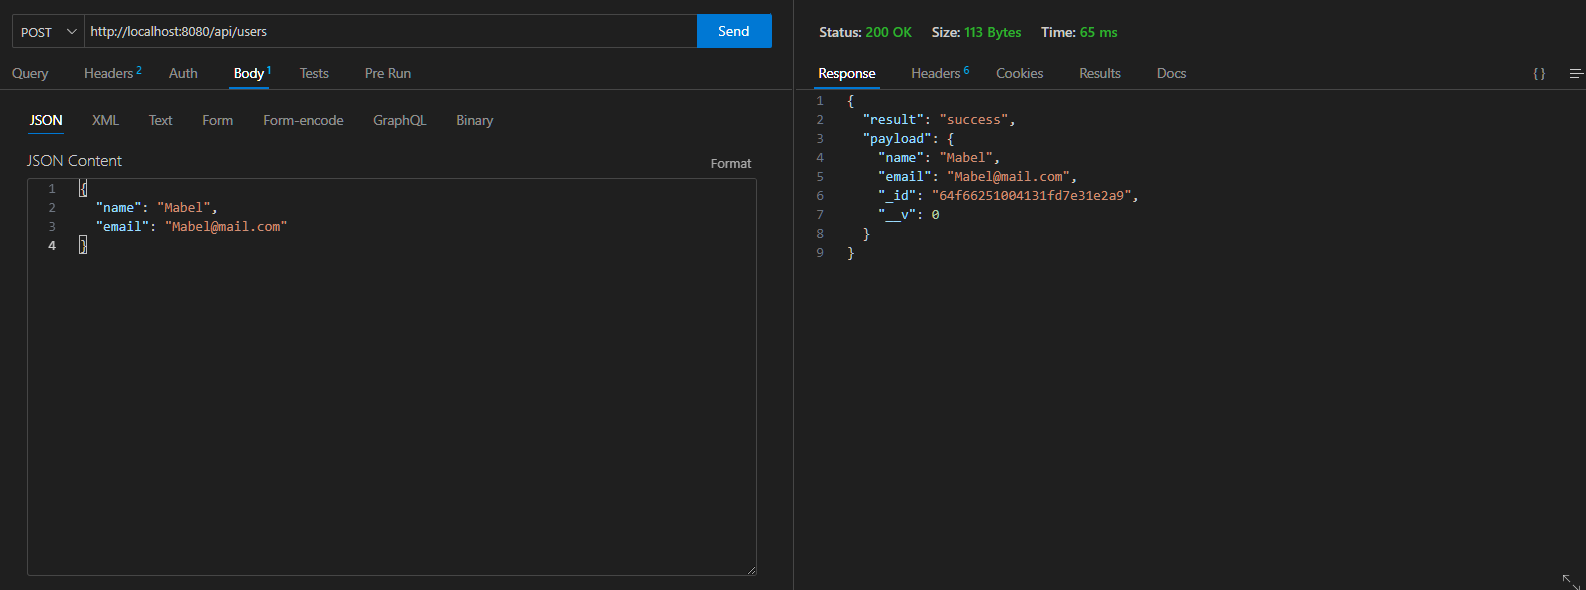 POST http://localhost:8080/api/users Send
Query Headers 2 Auth Body 1 Tests Pre Run
JSON XML Text Form Form-encode GraphQL Binary
JSON Content Format
1 {
2 "name": "Mabel",
3 "email": "Mabel@mail.com"
4 }
Status: 200 OK Size: 113 Bytes Time: 65 ms
Response Headers 6 Cookies Results Docs { }
1 {
2 "result": "success",
3 "payload": {
4 "name": "Mabel",
5 "email": "Mabel@mail.com",
6 "_id": "64f66251004131fd7e31e2a9",
7 "__v": 0
8 }
9 }